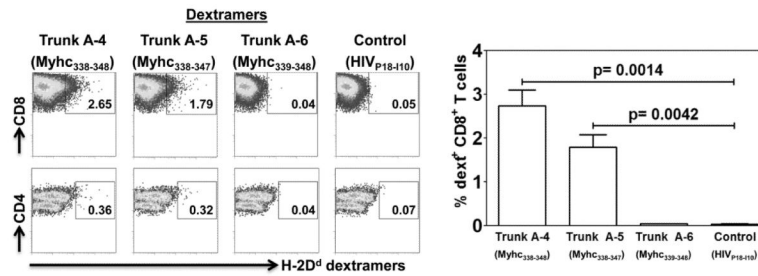 Dextramers
Trunk A-4 Trunk A-5 Trunk A-6 Control
(Myhc338-348) (Myhc338-347) (Myhc339-348) (HIVP18-I10)
CD8
2.65 1.79 0.04 0.05
CD4
0.36 0.32 0.04 0.07
H-2Dd dextramers
% dext+ CD8+ T cells
5
4
3
2
1
0
p= 0.0014
p= 0.0042
Trunk A-4 Trunk A-5 Trunk A-6 Control
(Myhc338-348) (Myhc338-347) (Myhc339-348) (HIVP18-I10)